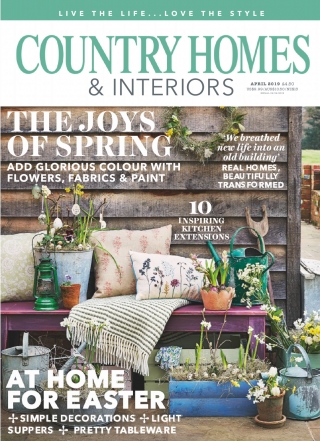 LIVE THE LIFE...LOVE THE STYLE
COUNTRY HOMES
& INTERIORS
APRIL 2019 £4.50
THE JOYS
OF SPRING
ADD GLORIOUS COLOUR WITH
FLOWERS, FABRICS & PAINT
'We breathed
new life into an
old building'
REAL HOMES,
BEAUTIFULLY
TRANSFORMED
10
INSPIRING
KITCHEN
EXTENSIONS
AT HOME
FOR EASTER
✢SIMPLE DECORATIONS ✢LIGHT
SUPPERS ✢ PRETTY TABLEWARE